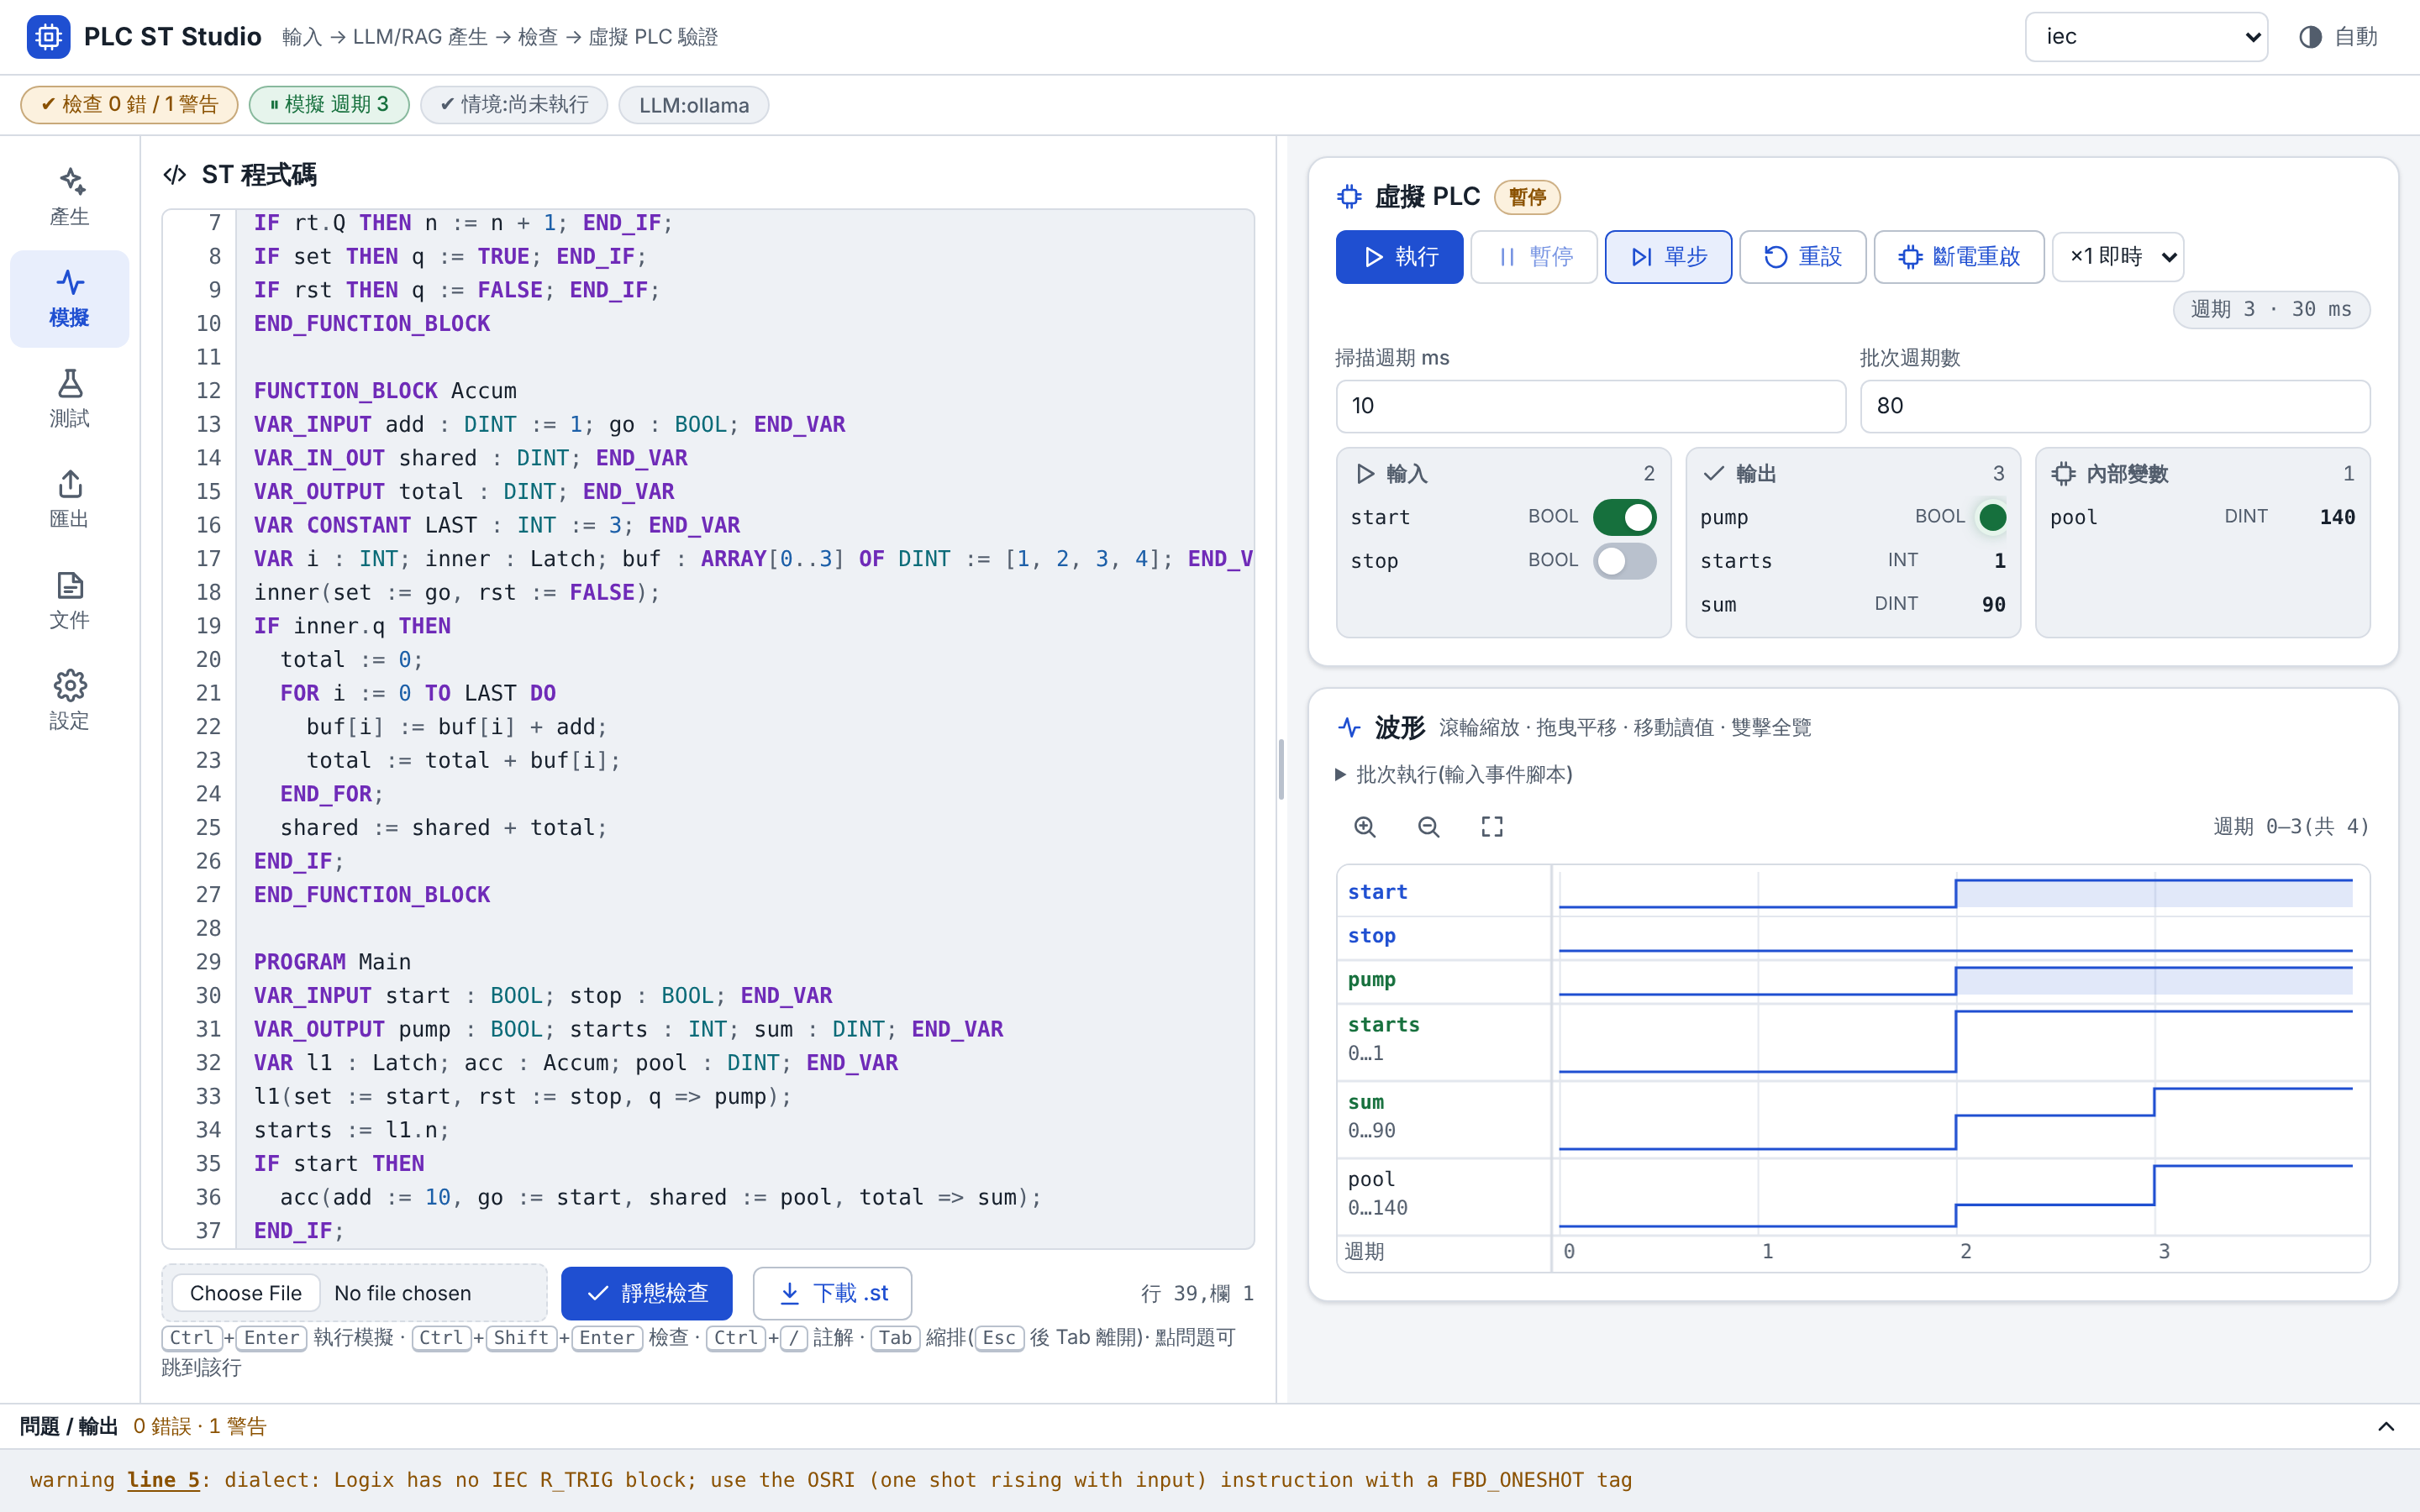 PLC ST Studio 輸入 → LLM/RAG 產生 → 檢查 → 虛擬 PLC 驗證
iec
自動
✔ 檢查 0 錯 / 1 警告
⏸ 模擬 週期 3
✔ 情境:尚未執行
LLM:ollama
產生
模擬
測試
匯出
文件
設定
ST 程式碼
7 IF rt.Q THEN n := n + 1; END_IF;
8 IF set THEN q := TRUE; END_IF;
9 IF rst THEN q := FALSE; END_IF;
10 END_FUNCTION_BLOCK
11
12 FUNCTION_BLOCK Accum
13 VAR_INPUT add : DINT := 1; go : BOOL; END_VAR
14 VAR_IN_OUT shared : DINT; END_VAR
15 VAR_OUTPUT total : DINT; END_VAR
16 VAR CONSTANT LAST : INT := 3; END_VAR
17 VAR i : INT; inner : Latch; buf : ARRAY[0..3] OF DINT := [1, 2, 3, 4]; END_V
18 inner(set := go, rst := FALSE);
19 IF inner.q THEN
20 total := 0;
21 FOR i := 0 TO LAST DO
22 buf[i] := buf[i] + add;
23 total := total + buf[i];
24 END_FOR;
25 shared := shared + total;
26 END_IF;
27 END_FUNCTION_BLOCK
28
29 PROGRAM Main
30 VAR_INPUT start : BOOL; stop : BOOL; END_VAR
31 VAR_OUTPUT pump : BOOL; starts : INT; sum : DINT; END_VAR
32 VAR l1 : Latch; acc : Accum; pool : DINT; END_VAR
33 l1(set := start, rst := stop, q => pump);
34 starts := l1.n;
35 IF start THEN
36 acc(add := 10, go := start, shared := pool, total => sum);
37 END_IF;
Choose File No file chosen
靜態檢查
下載 .st
行 39,欄 1
Ctrl+Enter 執行模擬 · Ctrl+Shift+Enter 檢查 · Ctrl+/ 註解 · Tab 縮排(Esc 後 Tab 離開)· 點問題可
跳到該行
虛擬 PLC 暫停
執行
暫停
單步
重設
斷電重啟
×1 即時
週期 3 · 30 ms
掃描週期 ms
10
批次週期數
80
輸入 2
start BOOL
stop BOOL
輸出 3
pump BOOL
starts INT 1
sum DINT 90
內部變數 1
pool DINT 140
波形 滾輪縮放 · 拖曳平移 · 移動讀值 · 雙擊全覽
▶ 批次執行(輸入事件腳本)
週期 0–3(共 4)
start
stop
pump
starts
0…1
sum
0…90
pool
0…140
週期 0 1 2 3
問題 / 輸出 0 錯誤 · 1 警告
warning line 5: dialect: Logix has no IEC R_TRIG block; use the OSRI (one shot rising with input) instruction with a FBD_ONESHOT tag